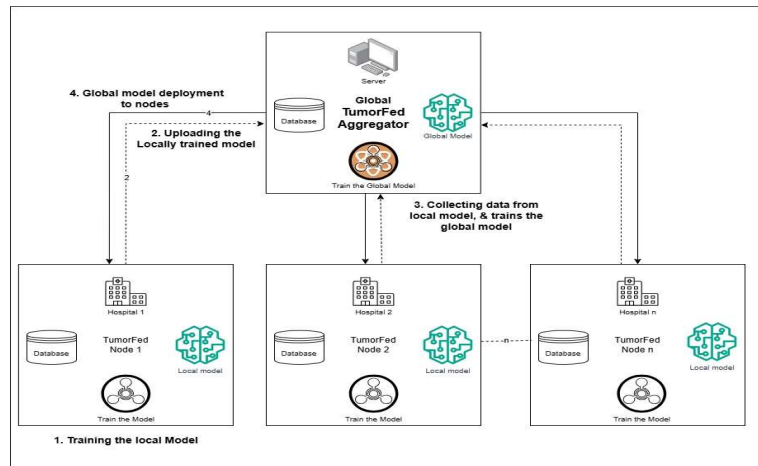 Server
Global
TumorFed
Aggregator
Database
Global Model
Train the Global Model
4. Global model deployment
to nodes
4
2. Uploading the
Locally trained model
2
3. Collecting data from
local model, & trains the
global model
Hospital 1
TumorFed
Node 1
Database
Local model
Train the Model
Hospital 2
TumorFed
Node 2
Database
Local model
Train the Model
n
Hospital n
TumorFed
Node n
Database
Local model
Train the Model
1. Training the local Model